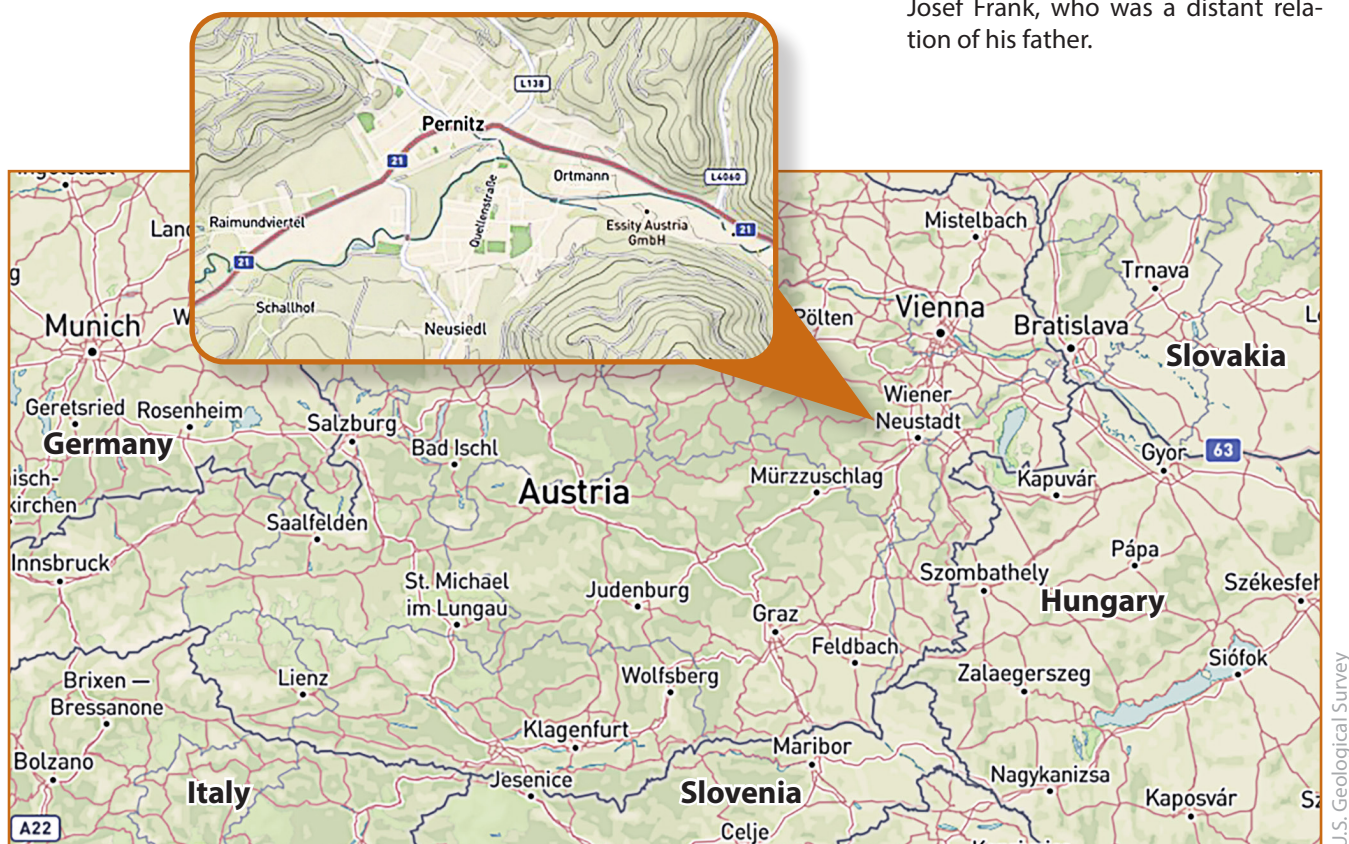 Josef Frank, who was a distant rela-
tion of his father.
L138
Pernitz
21
Ortmann
L4060
Quellenstraße
Raimundviertel
Essity Austria
GmbH
21
21
Schallhof
Neusiedl
Mistelbach
Trnava
Munich
Pölten
Vienna
Bratislava
Slovakia
Wiener
Neustadt
Geretsried
Rosenheim
Germany
Salzburg
Bad Ischl
Gyor
63
Mürzzuschlag
Kapuvár
Austria
Saalfelden
Innsbruck
Pápa
St. Michael
im Lungau
Judenburg
Szombathely
Hungary
Székesfeh
Graz
Feldbach
Siófok
Brixen —
Bressanone
Lienz
Wolfsberg
Zalaegerszeg
Klagenfurt
Maribor
Bolzano
Italy
Jesenice
Slovenia
Nagykanizsa
Kaposvár
A22
Celje
U.S. Geological Survey